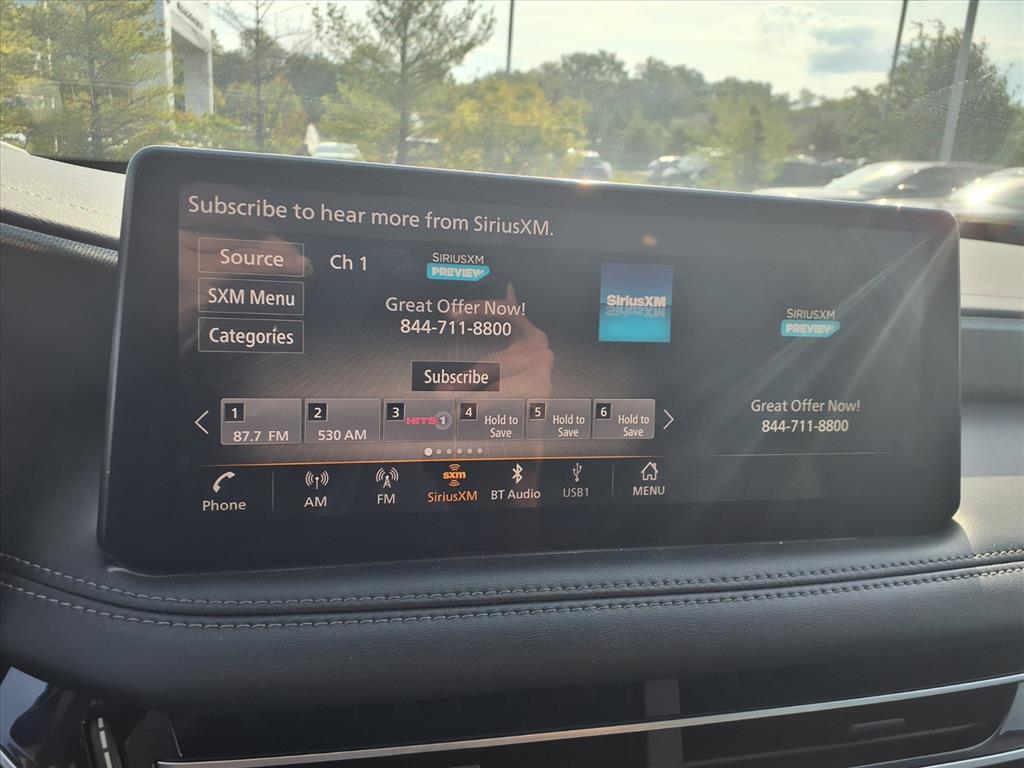 Subscribe to hear more from SiriusXM.
Source
Ch 1
SIRIUSXM
PREVIEW
SXM Menu
Great Offer Now!
844-711-8800
Categories
SiriusXM
SIRIUSXM
PREVIEW
Subscribe
Great Offer Now!
844-711-8800
1
87.7 FM
2
530 AM
3
HITS 1
4
Hold to
Save
5
Hold to
Save
6
Hold to
Save
Phone
AM
FM
sxm
SiriusXM
BT Audio
USB1
MENU